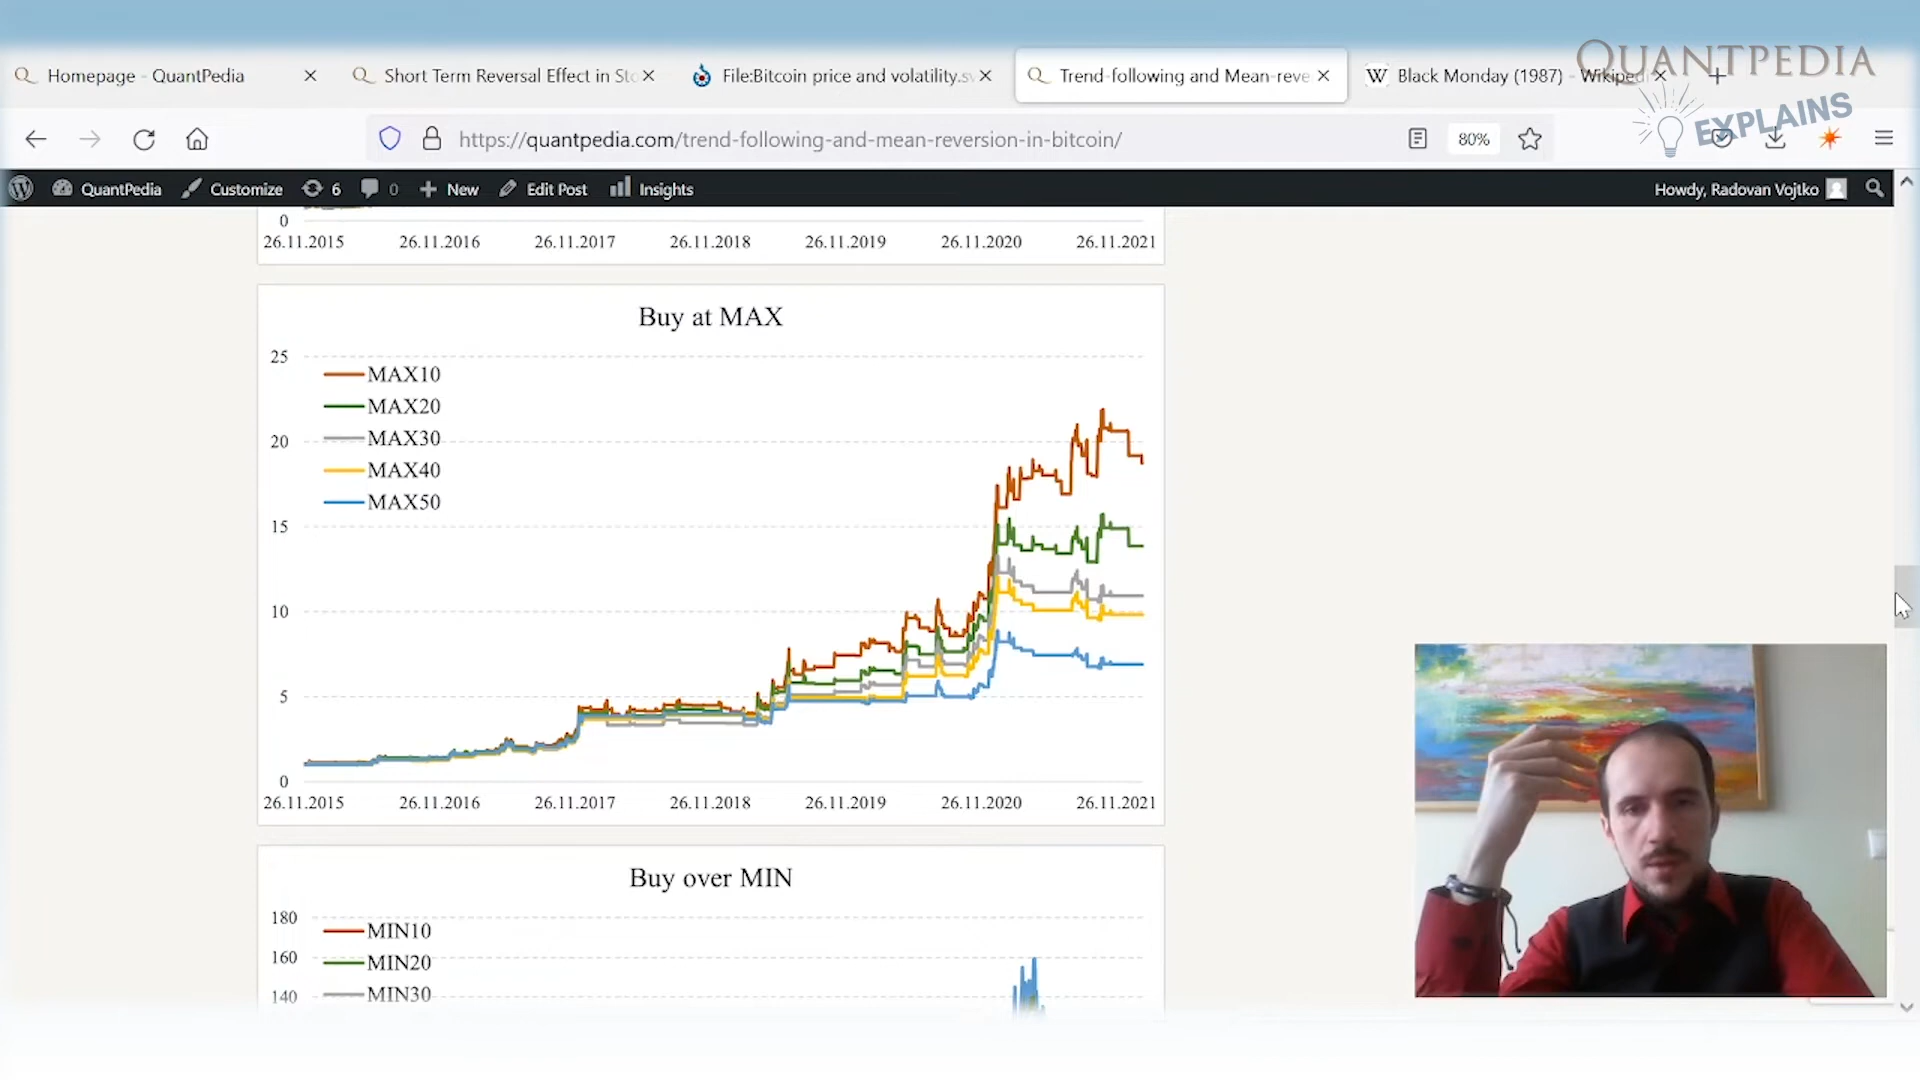 Homepage - QuantPedia
Short Term Reversal Effect in Sto
File:Bitcoin price and volatility.sv
Trend-following and Mean-reve
Black Monday (1987) - Wikiped
QUANTPEDIA
EXPLAINS
https://quantpedia.com/trend-following-and-mean-reversion-in-bitcoin/
80%
QuantPedia
Customize
6
0
New
Edit Post
Insights
Howdy, Radovan Vojtko
0
26.11.2015 26.11.2016 26.11.2017 26.11.2018 26.11.2019 26.11.2020 26.11.2021
Buy at MAX
25
MAX10
MAX20
20
MAX30
MAX40
MAX50
15
10
5
0
26.11.2015 26.11.2016 26.11.2017 26.11.2018 26.11.2019 26.11.2020 26.11.2021
Buy over MIN
180
MIN10
160
MIN20
140
MIN30